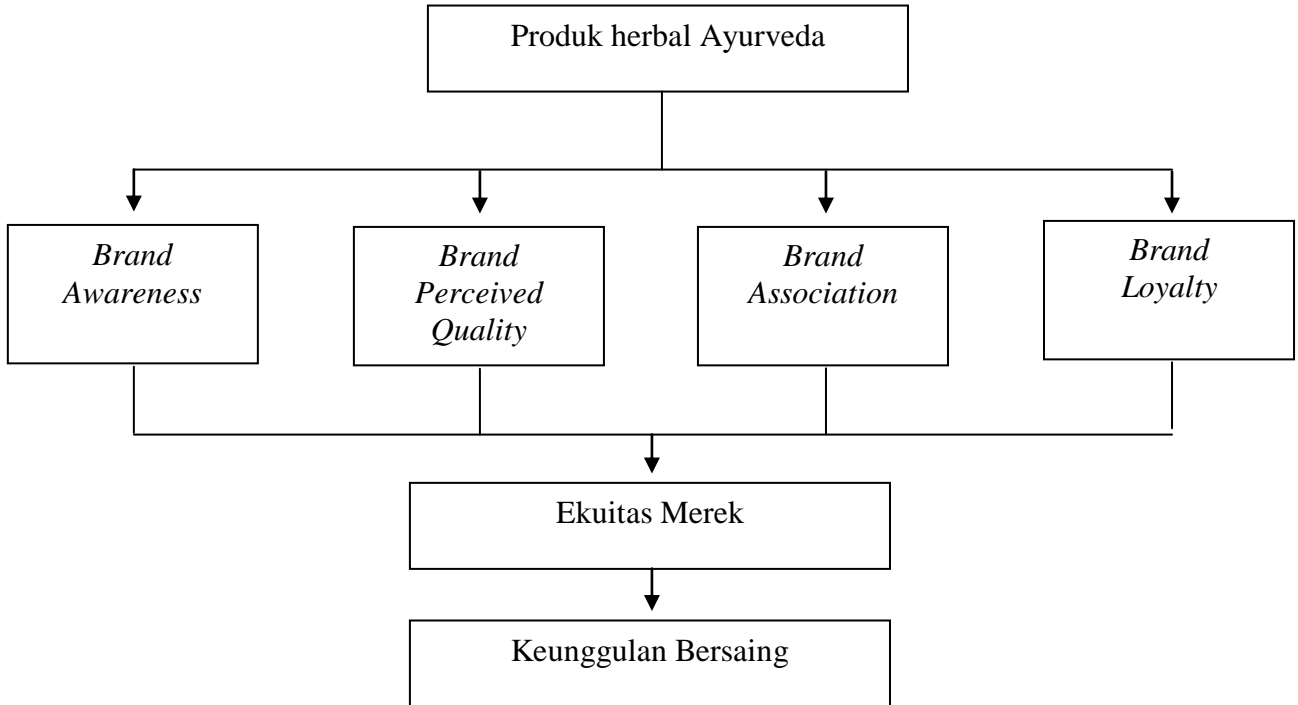 Produk herbal Ayurveda
Brand
Awareness
Brand
Perceived
Quality
Brand
Association
Brand
Loyalty
Ekuitas Merek
Keunggulan Bersaing